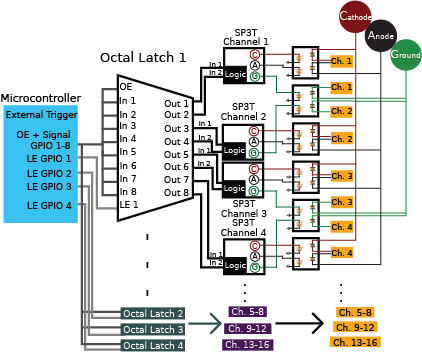 Cathode
Anode
Ground
SP3T
Channel 1
Octal Latch 1
In 1
In 2
Logic
C
A
G
Ch. 1
Ch. 1
Ch. 2
Microcontroller
External Trigger
OE + Signal
GPIO 1-8
LE GPIO 1
LE GPIO 2
LE GPIO 3
LE GPIO 4
OE
In 1
In 2
In 3
In 4
In 5
In 6
In 7
In 8
LE 1
Out 1
Out 2
Out 3
Out 4
Out 5
Out 6
Out 7
Out 8
SP3T
Channel 2
In 1
In 2
Logic
C
A
G
Ch. 2
In 1
In 2
Logic
C
A
G
Ch. 3
SP3T
Channel 3
Ch. 3
Ch. 4
SP3T
Channel 4
In 1
In 2
Logic
C
A
G
Ch. 4
Octal Latch 2
Octal Latch 3
Octal Latch 4
Ch. 5-8
Ch. 9-12
Ch. 13-16
Ch. 5-8
Ch. 9-12
Ch. 13-16